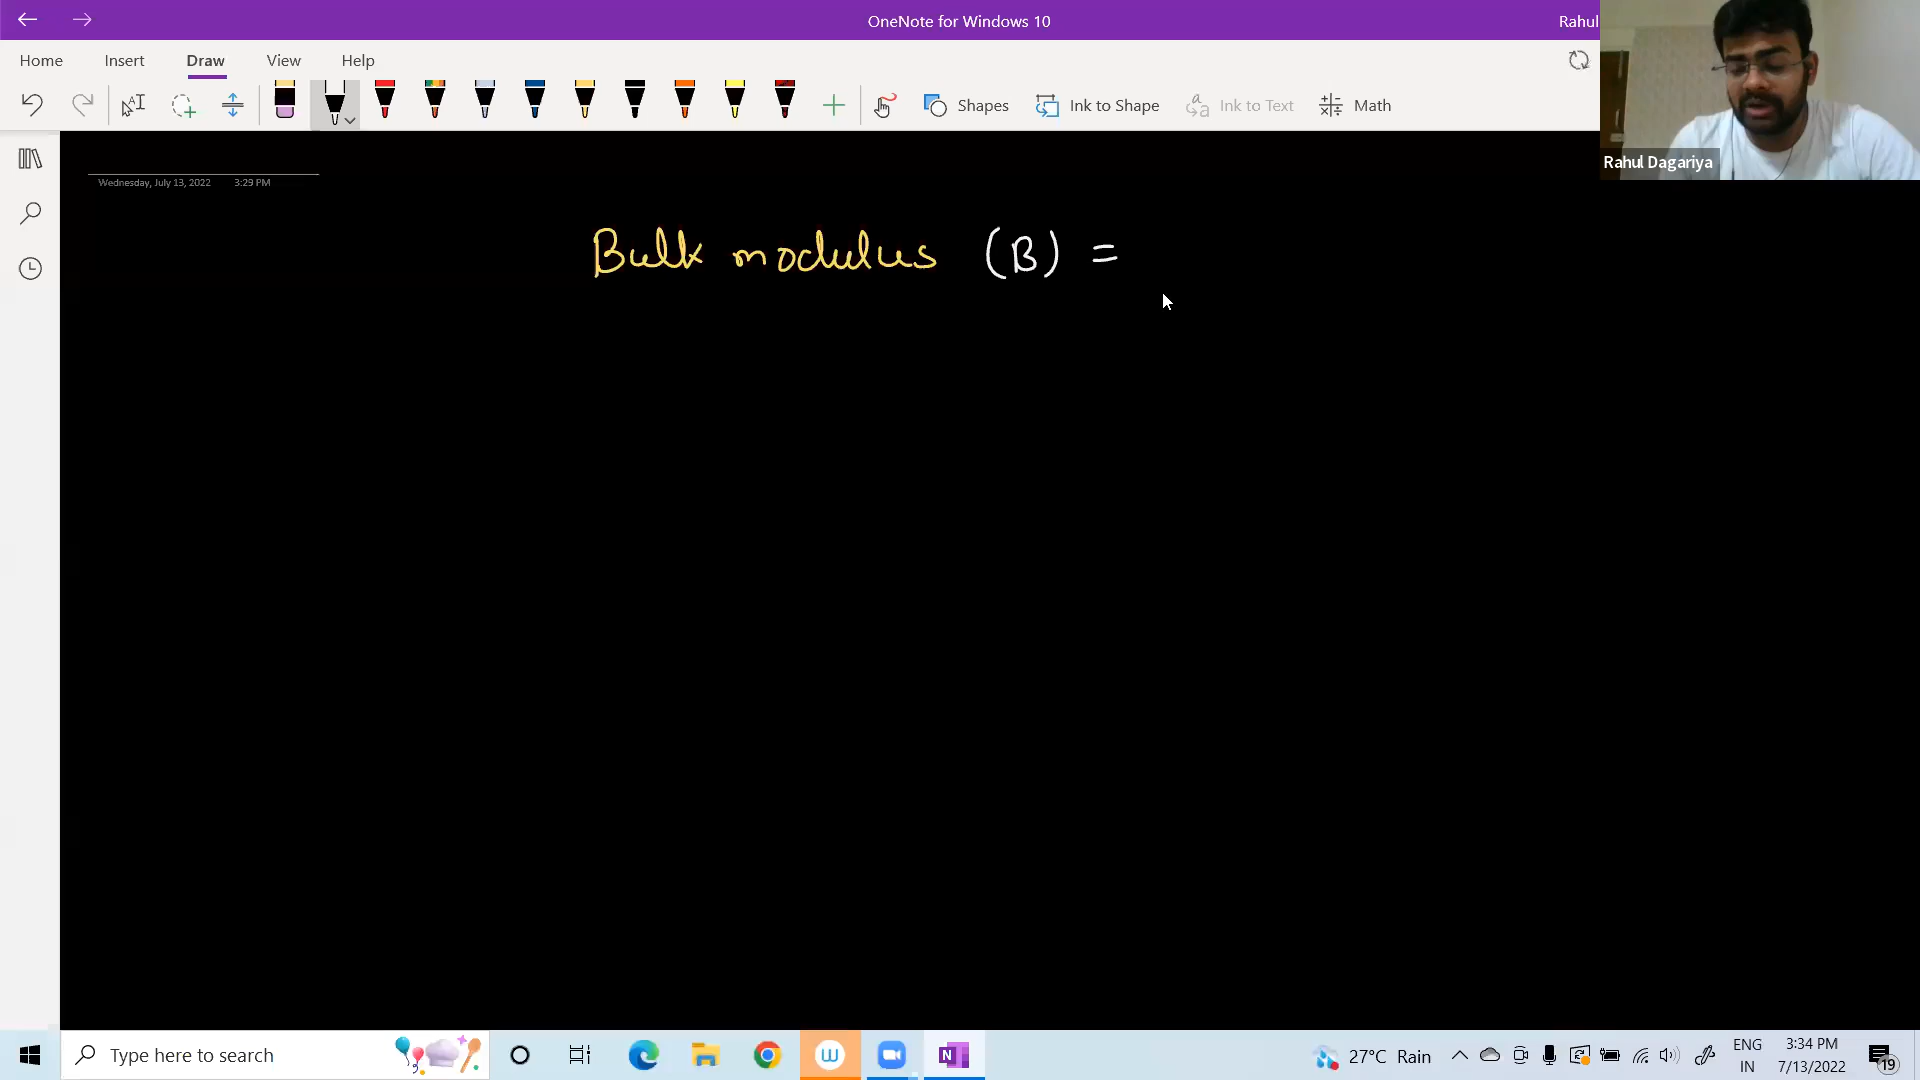 OneNote for Windows 10
Rahul
Home Insert Draw View Help
Shapes Ink to Shape Ink to Text Math
Rahul Dagariya
Wednesday, July 13, 2022 3:29 PM
Bulk modulus (B) =
Type here to search
27°C Rain
ENG
IN
3:34 PM
7/13/2022
19